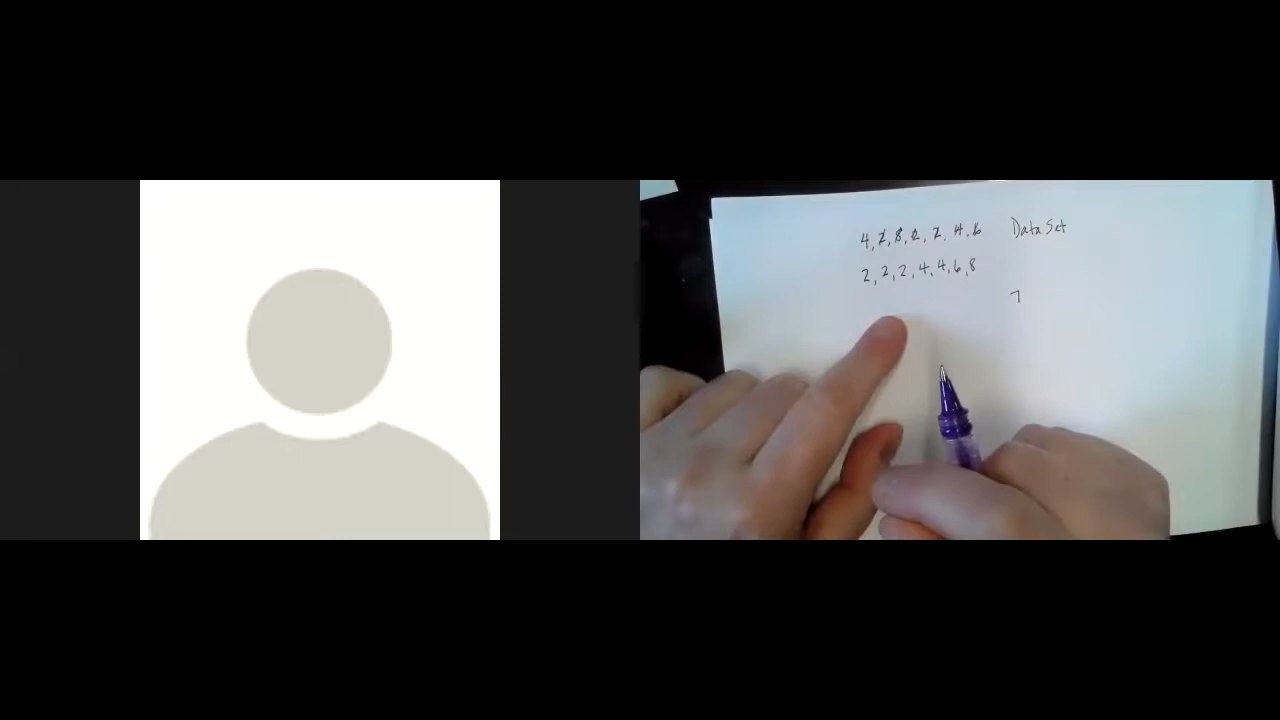 4, 2, 8, 2, 2, 4, 6 Data Set
2, 2, 2, 4, 4, 6, 8
7